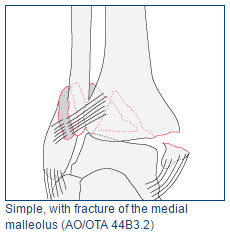 Simple, with fracture of the medial
malleolus (AO/OTA 44B3.2)